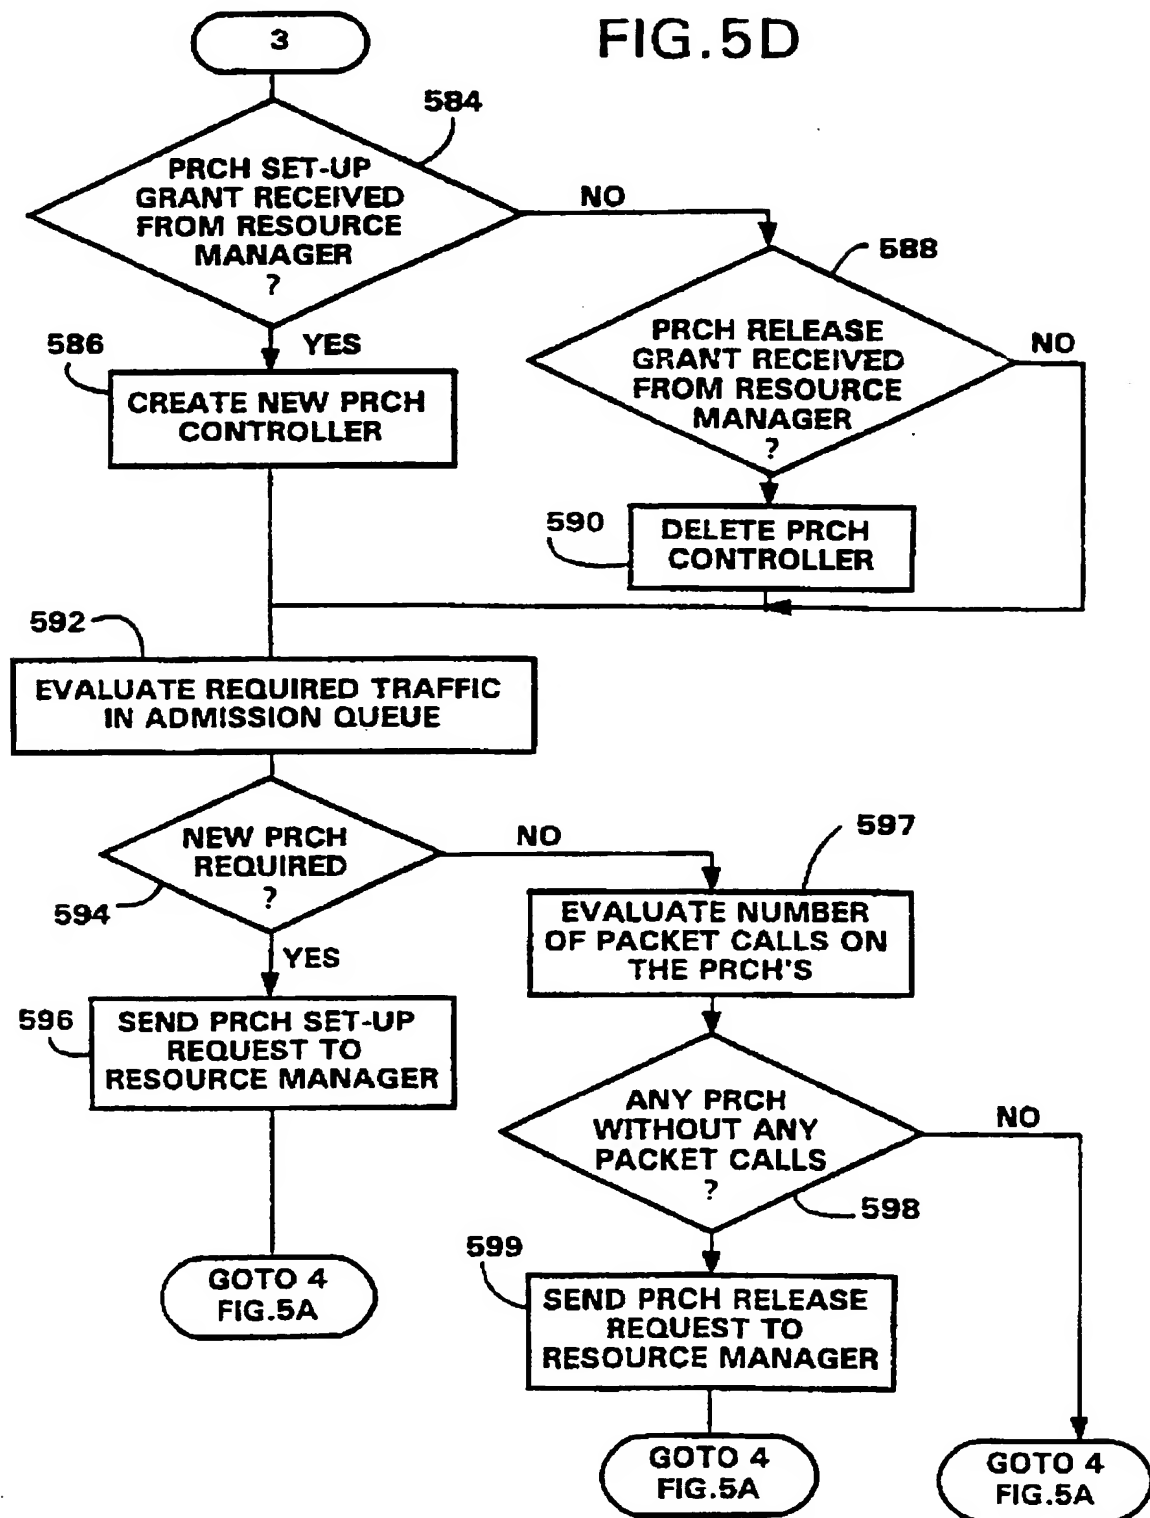 3
FIG.5D
584
PRCH SET-UP
GRANT RECEIVED
FROM RESOURCE
MANAGER
?
NO
588
PRCH RELEASE
GRANT RECEIVED
FROM RESOURCE
MANAGER
?
NO
YES
586
CREATE NEW PRCH
CONTROLLER
590
DELETE PRCH
CONTROLLER
592
EVALUATE REQUIRED TRAFFIC
IN ADMISSION QUEUE
NEW PRCH
REQUIRED
?
594
NO
597
EVALUATE NUMBER
OF PACKET CALLS ON
THE PRCH'S
YES
596
SEND PRCH SET-UP
REQUEST TO
RESOURCE MANAGER
ANY PRCH
WITHOUT ANY
PACKET CALLS
?
NO
598
599
SEND PRCH RELEASE
REQUEST TO
RESOURCE MANAGER
GOTO 4
FIG.5A
GOTO 4
FIG.5A
GOTO 4
FIG.5A